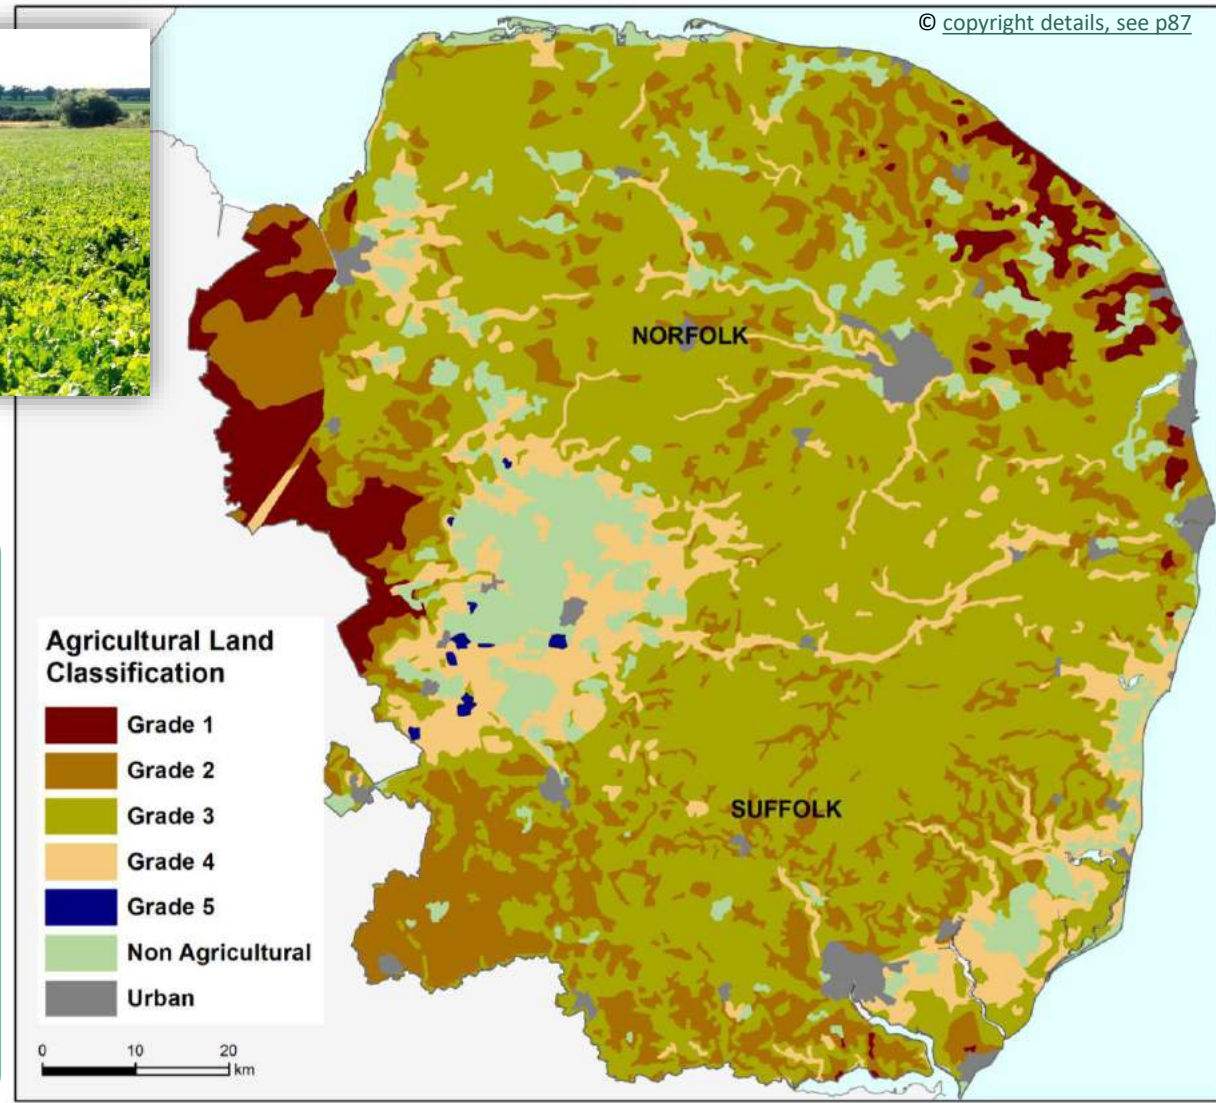 © copyright details, see p87
NORFOLK
SUFFOLK
Agricultural Land
Classification
Grade 1
Grade 2
Grade 3
Grade 4
Grade 5
Non Agricultural
Urban
0 10 20
km